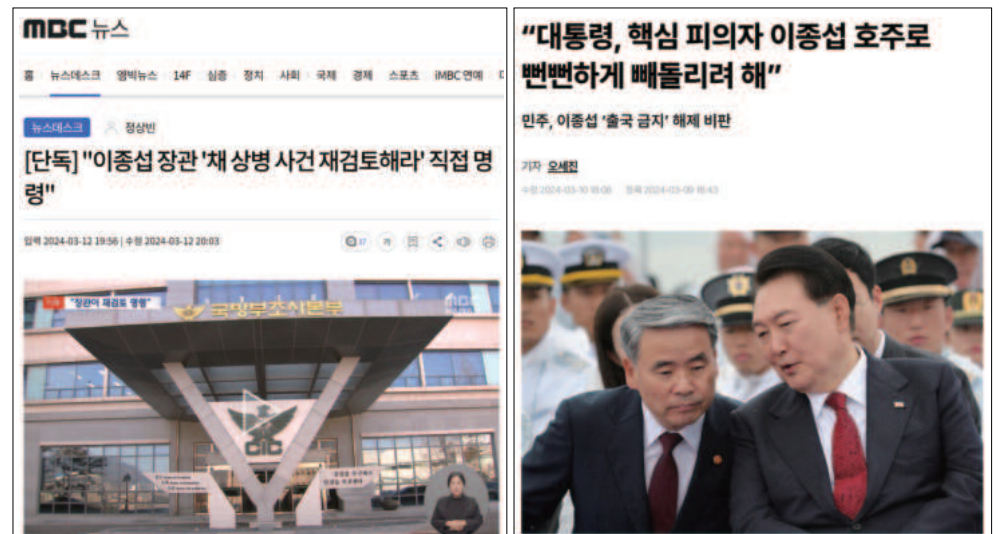 MBC 뉴스
홈 뉴스데스크 엠빅뉴스 14F 심층 정치 사회 국제 경제 스포츠 iMBC 연예
뉴스데스크 정상빈
[단독] "이종섭 장관 '채 상병 사건 재검토해라' 직접 명
령"
입력 2024-03-12 19:56 | 수정 2024-03-12 20:03
37 가
"장관이 재검토 명령"
MBC
국방부조사본부
CIC
“대통령, 핵심 피의자 이종섭 호주로
뻔뻔하게 빼돌리려 해”
민주, 이종섭 ‘출국 금지’ 해제 비판
기자 오세진
수정 2024-03-10 18:08 등록 2024-03-09 18:43